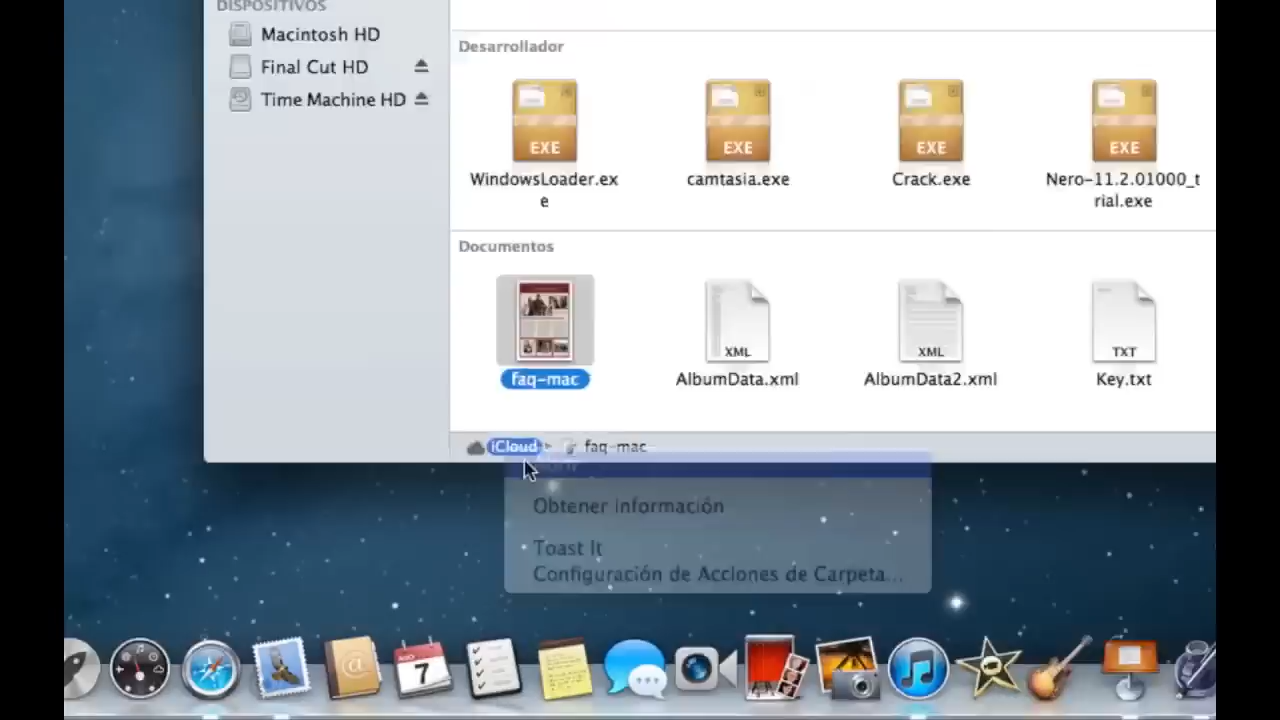 DISPOSITIVOS
Macintosh HD
Final Cut HD
Time Machine HD
Desarrollador
EXE
EXE
EXE
EXE
WindowsLoader.ex
e
camtasia.exe
Crack.exe
Nero-11.2.01000_t
rial.exe
Documentos
XML
XML
TXT
faq-mac
AlbumData.xml
AlbumData2.xml
Key.txt
iCloud
faq-mac
Obtener información
Toast It
Configuración de Acciones de Carpeta...
7